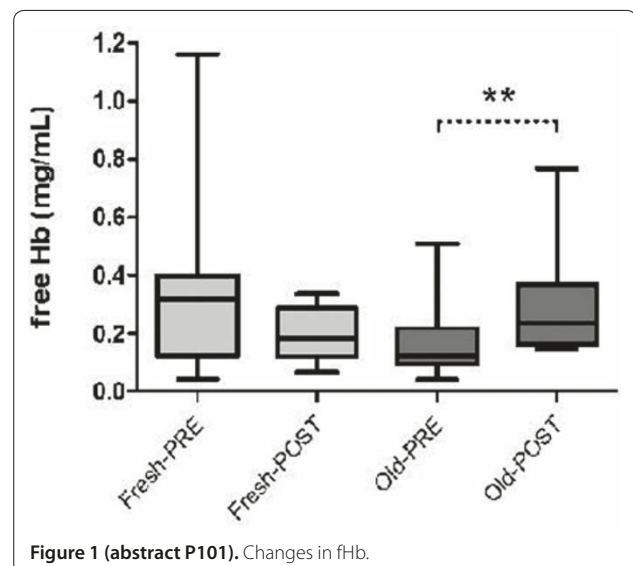 1.2
1.0
0.8
0.6
0.4
0.2
0.0
free Hb (mg/mL)
**
Fresh-PRE
Fresh-POST
Old-PRE
Old-POST
Figure 1 (abstract P101). Changes in fHb.